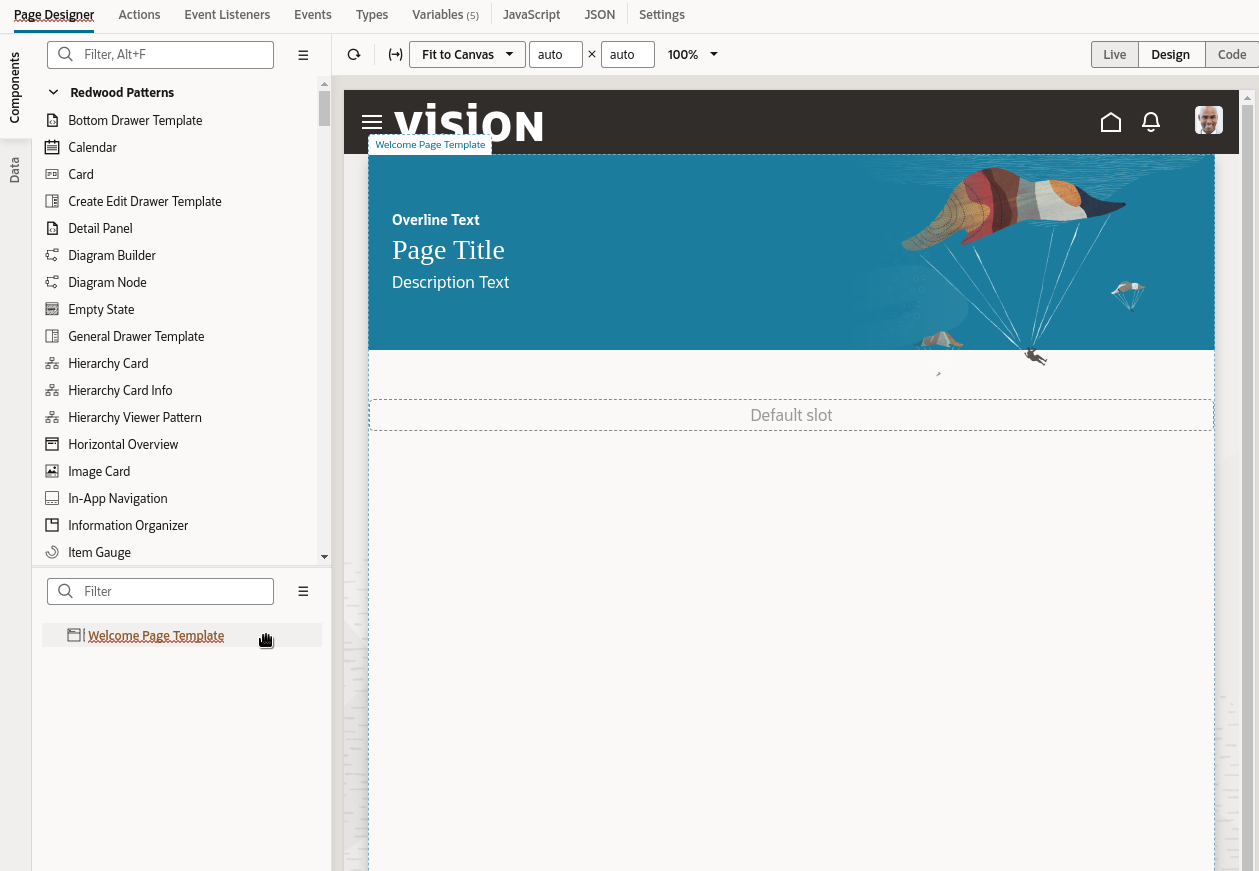 Page Designer Actions Event Listeners Events Types Variables (5) JavaScript JSON Settings
Components
Data
Filter, Alt+F
Redwood Patterns
Bottom Drawer Template
Calendar
Card
Create Edit Drawer Template
Detail Panel
Diagram Builder
Diagram Node
Empty State
General Drawer Template
Hierarchy Card
Hierarchy Card Info
Hierarchy Viewer Pattern
Horizontal Overview
Image Card
In-App Navigation
Information Organizer
Item Gauge
Filter
Welcome Page Template
Fit to Canvas auto × auto 100% Live Design Code
vision
Welcome Page Template
Overline Text
Page Title
Description Text
Default slot